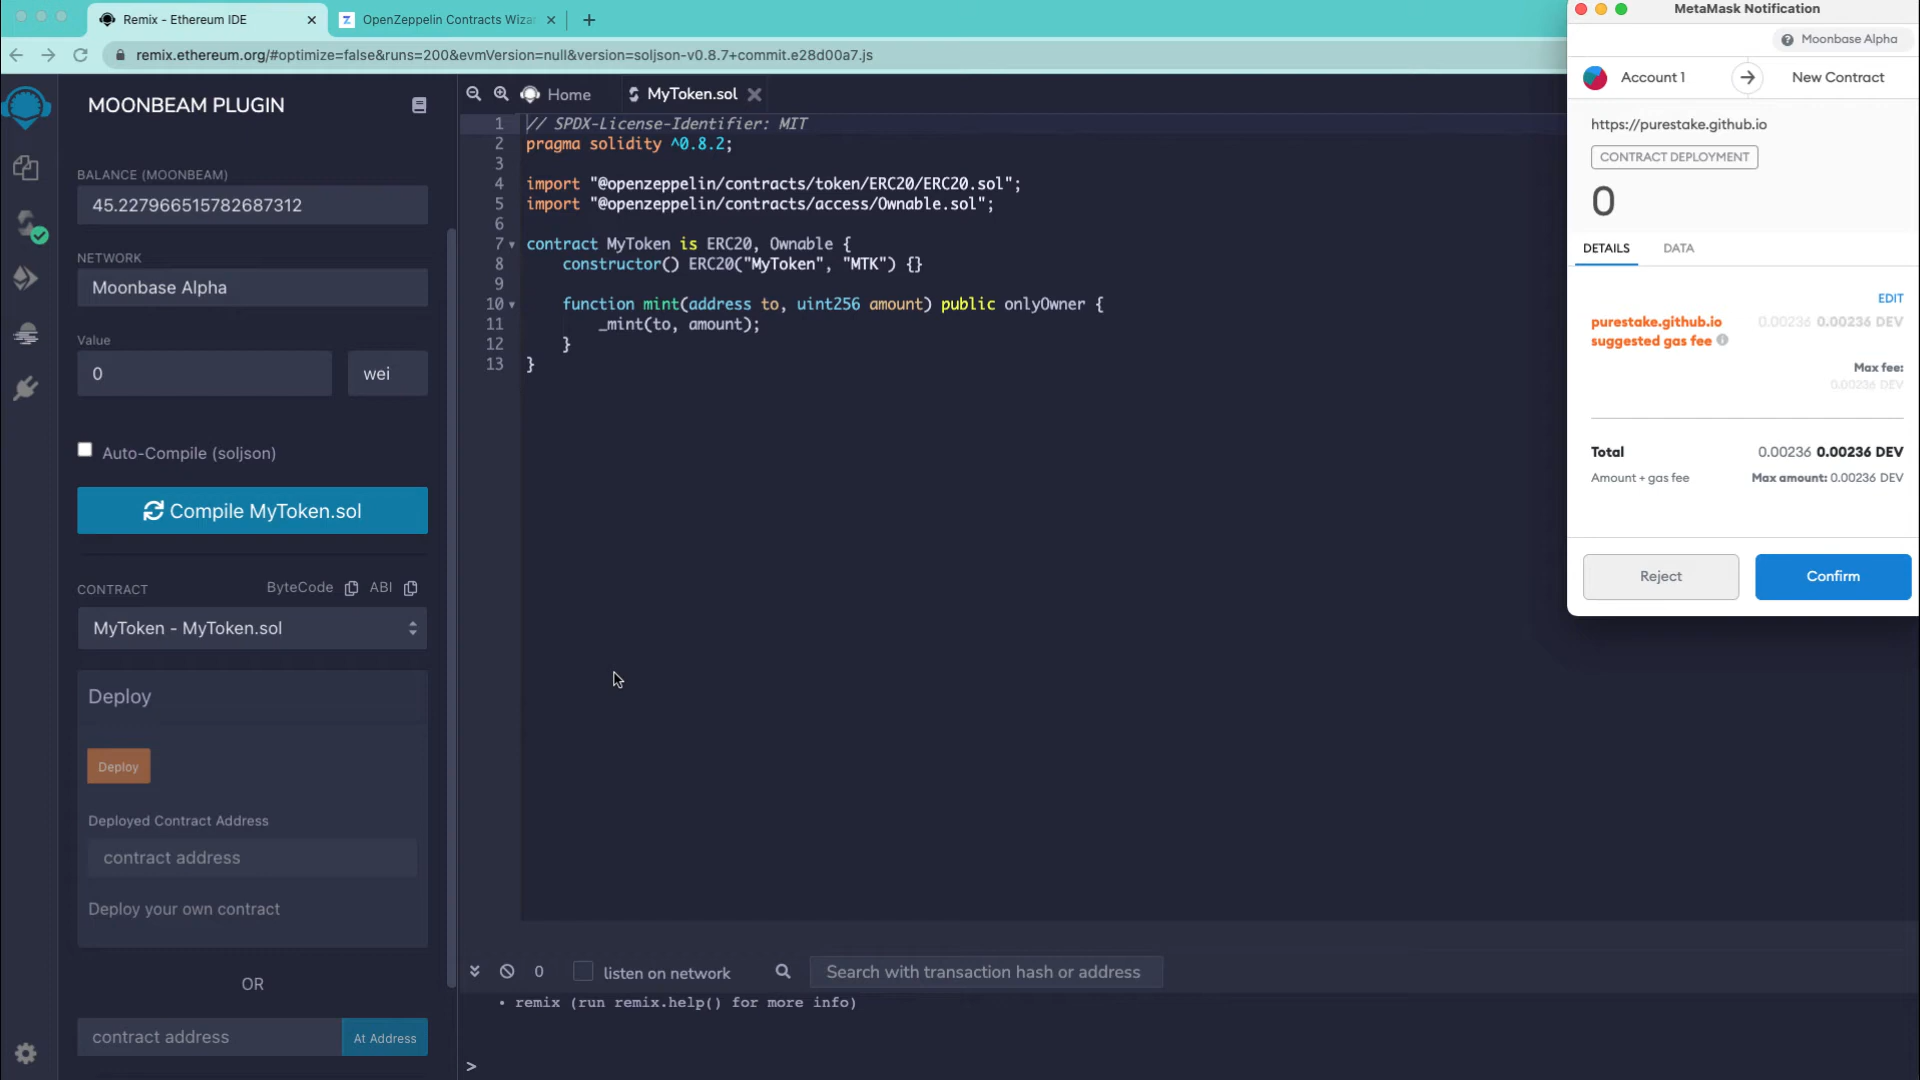 Remix - Ethereum IDE
OpenZeppelin Contracts Wiza
remix.ethereum.org/#optimize=false&runs=200&evmVersion=null&version=soljson-v0.8.7+commit.e28d00a7.js
MOONBEAM PLUGIN
BALANCE (MOONBEAM)
45.227966515782687312
NETWORK
Moonbase Alpha
Value
0
wei
Auto-Compile (soljson)
Compile MyToken.sol
CONTRACT
ByteCode
ABI
MyToken - MyToken.sol
Deploy
Deploy
Deployed Contract Address
contract address
Deploy your own contract
OR
contract address
At Address
Home
MyToken.sol
1 // SPDX-License-Identifier: MIT
2 pragma solidity ^0.8.2;
3
4 import "@openzeppelin/contracts/token/ERC20/ERC20.sol";
5 import "@openzeppelin/contracts/access/Ownable.sol";
6
7 contract MyToken is ERC20, Ownable {
8 constructor() ERC20("MyToken", "MTK") {}
9
10 function mint(address to, uint256 amount) public onlyOwner {
11 _mint(to, amount);
12 }
13 }
0
listen on network
Search with transaction hash or address
• remix (run remix.help() for more info)
>
MetaMask Notification
Moonbase Alpha
Account 1
New Contract
https://purestake.github.io
CONTRACT DEPLOYMENT
0
DETAILS
DATA
EDIT
purestake.github.io 0.00236 0.00236 DEV
suggested gas fee
Max fee:
0.00236 DEV
Total 0.00236 0.00236 DEV
Amount + gas fee Max amount: 0.00236 DEV
Reject
Confirm